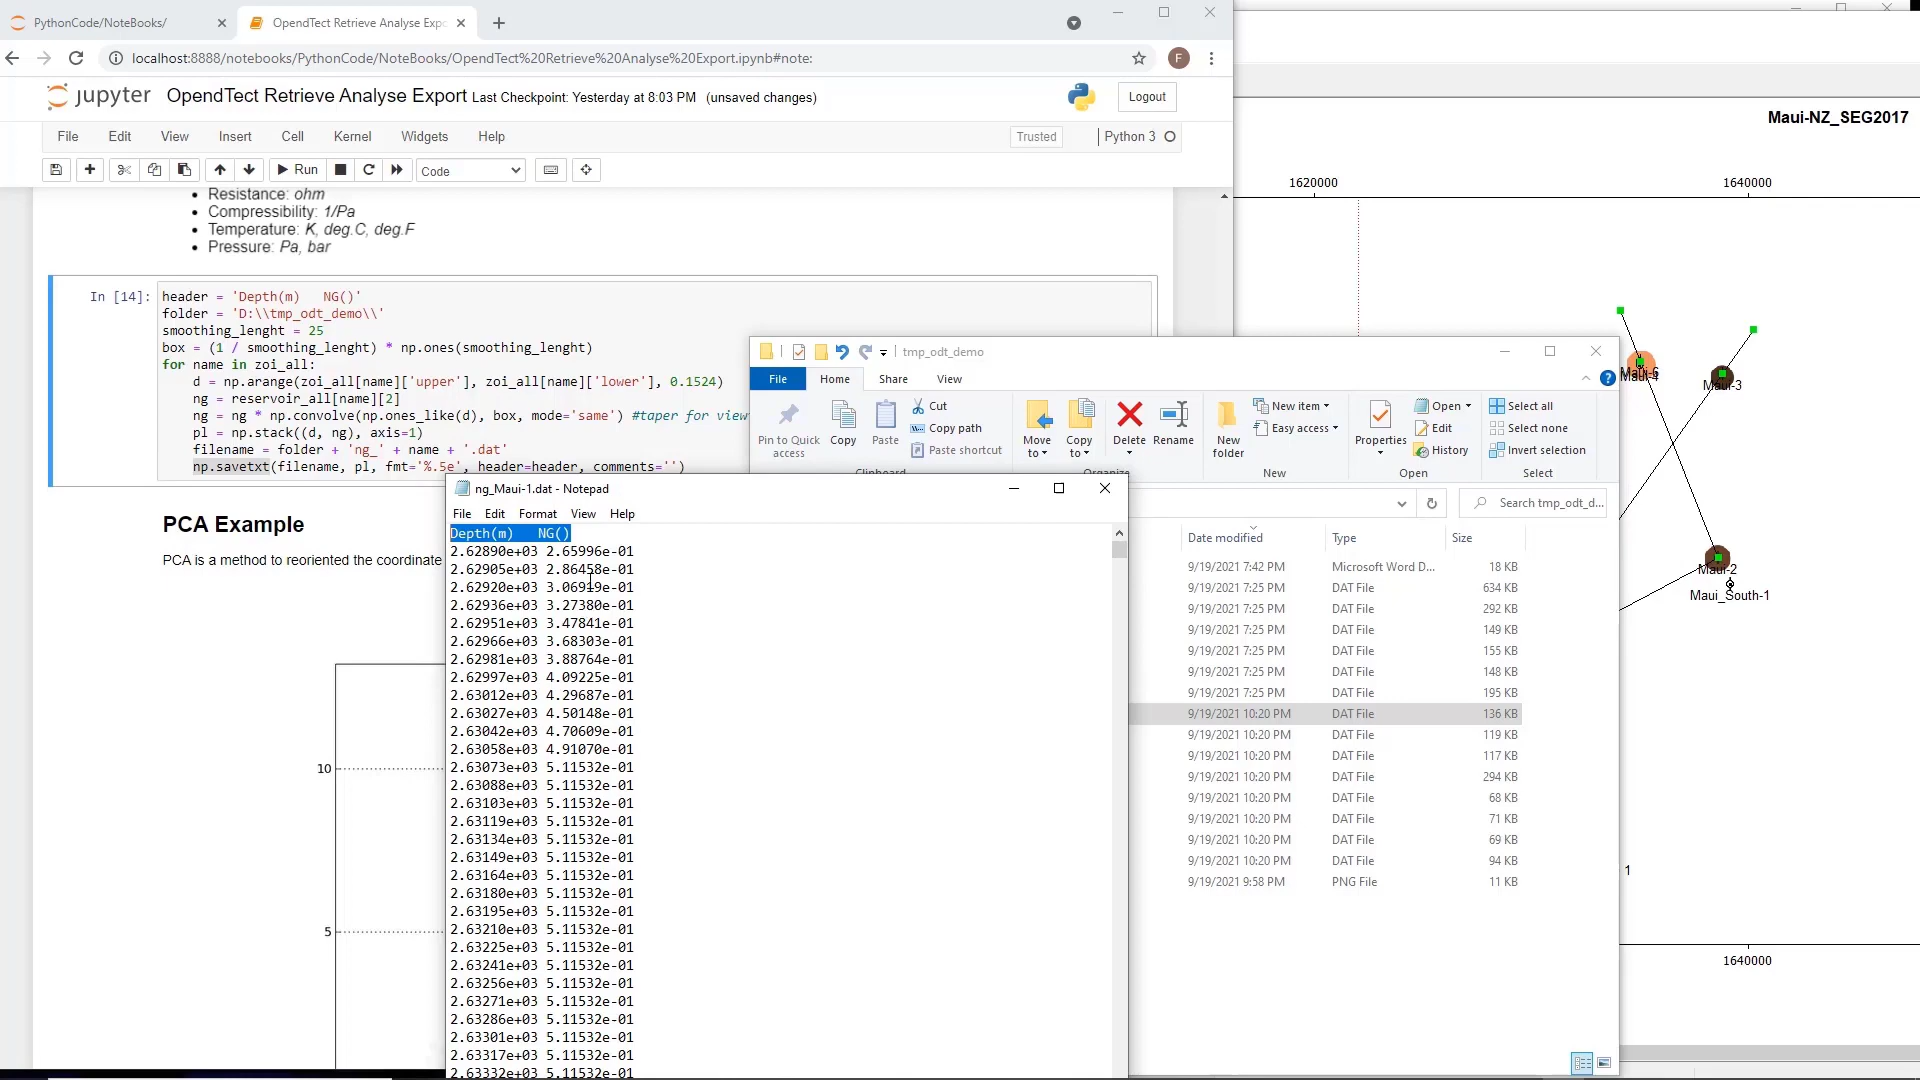 PythonCode/NoteBooks/
OpendTect Retrieve Analyse Expo
localhost:8888/notebooks/PythonCode/NoteBooks/OpendTect%20Retrieve%20Analyse%20Export.ipynb#note:
F
jupyter OpendTect Retrieve Analyse Export Last Checkpoint: Yesterday at 8:03 PM (unsaved changes)
Logout
File Edit View Insert Cell Kernel Widgets Help
Trusted
Python 3
Run
Code
• Resistance: ohm
• Compressibility: 1/Pa
• Temperature: K, deg.C, deg.F
• Pressure: Pa, bar
In [14]:
header = 'Depth(m)   NG()'
folder = 'D:\\tmp_odt_demo\\'
smoothing_lenght = 25
box = (1 / smoothing_lenght) * np.ones(smoothing_lenght)
for name in zoi_all:
    d = np.arange(zoi_all[name]['upper'], zoi_all[name]['lower'], 0.1524)
    ng = reservoir_all[name][2]
    ng = ng * np.convolve(np.ones_like(d), box, mode='same') #taper for view
    pl = np.stack((d, ng), axis=1)
    filename = folder + 'ng_' + name + '.dat'
    np.savetxt(filename, pl, fmt='%.5e', header=header, comments='')
PCA Example
PCA is a method to reoriented the coordinate
10
5
tmp_odt_demo
File Home Share View
Pin to Quick access
Copy
Paste
Cut
Copy path
Paste shortcut
Move to
Copy to
Delete
Rename
New folder
New item
Easy access
Properties
Open
Edit
History
Select all
Select none
Invert selection
New
Open
Select
Search tmp_odt_d...
Date modified Type Size
9/19/2021 7:42 PM Microsoft Word D... 18 KB
9/19/2021 7:25 PM DAT File 634 KB
9/19/2021 7:25 PM DAT File 292 KB
9/19/2021 7:25 PM DAT File 149 KB
9/19/2021 7:25 PM DAT File 155 KB
9/19/2021 7:25 PM DAT File 148 KB
9/19/2021 7:25 PM DAT File 195 KB
9/19/2021 10:20 PM DAT File 136 KB
9/19/2021 10:20 PM DAT File 119 KB
9/19/2021 10:20 PM DAT File 117 KB
9/19/2021 10:20 PM DAT File 294 KB
9/19/2021 10:20 PM DAT File 68 KB
9/19/2021 10:20 PM DAT File 71 KB
9/19/2021 10:20 PM DAT File 69 KB
9/19/2021 10:20 PM DAT File 94 KB
9/19/2021 9:58 PM PNG File 11 KB
ng_Maui-1.dat - Notepad
File Edit Format View Help
Depth(m)   NG()
2.62890e+03 2.65996e-01
2.62905e+03 2.86458e-01
2.62920e+03 3.06919e-01
2.62936e+03 3.27380e-01
2.62951e+03 3.47841e-01
2.62966e+03 3.68303e-01
2.62981e+03 3.88764e-01
2.62997e+03 4.09225e-01
2.63012e+03 4.29687e-01
2.63027e+03 4.50148e-01
2.63042e+03 4.70609e-01
2.63058e+03 4.91070e-01
2.63073e+03 5.11532e-01
2.63088e+03 5.11532e-01
2.63103e+03 5.11532e-01
2.63119e+03 5.11532e-01
2.63134e+03 5.11532e-01
2.63149e+03 5.11532e-01
2.63164e+03 5.11532e-01
2.63180e+03 5.11532e-01
2.63195e+03 5.11532e-01
2.63210e+03 5.11532e-01
2.63225e+03 5.11532e-01
2.63241e+03 5.11532e-01
2.63256e+03 5.11532e-01
2.63271e+03 5.11532e-01
2.63286e+03 5.11532e-01
2.63301e+03 5.11532e-01
2.63317e+03 5.11532e-01
2.63332e+03 5.11532e-01
Maui-NZ_SEG2017
1620000 1640000
Maui-3
Maui-2
Maui_South-1
1
1640000